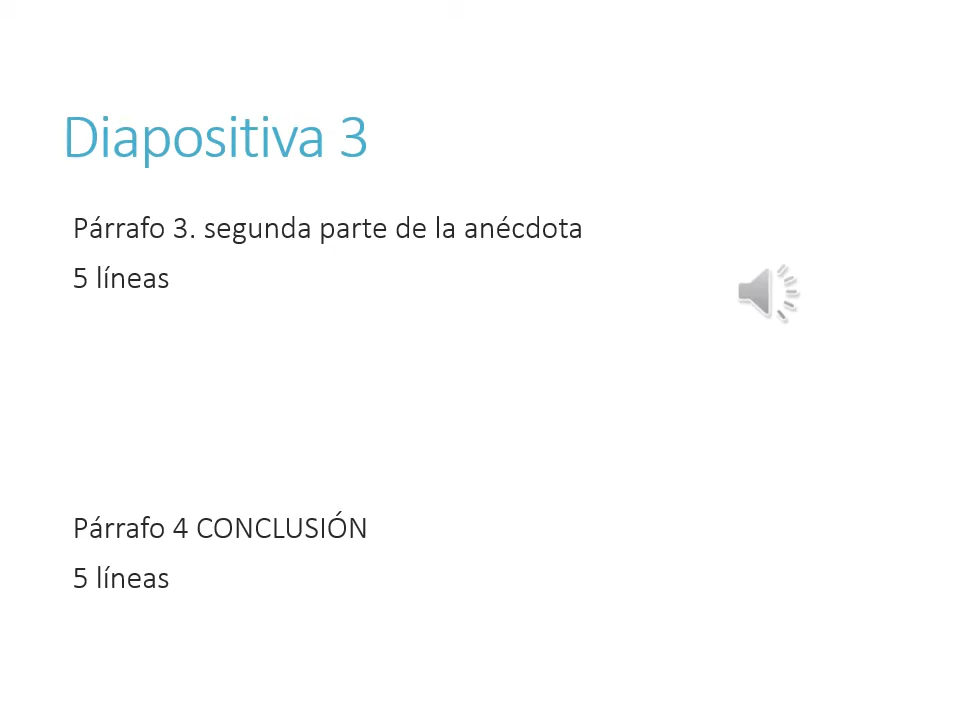 Diapositiva 3
Párrafo 3. segunda parte de la anécdota
5 líneas
Párrafo 4 CONCLUSIÓN
5 líneas